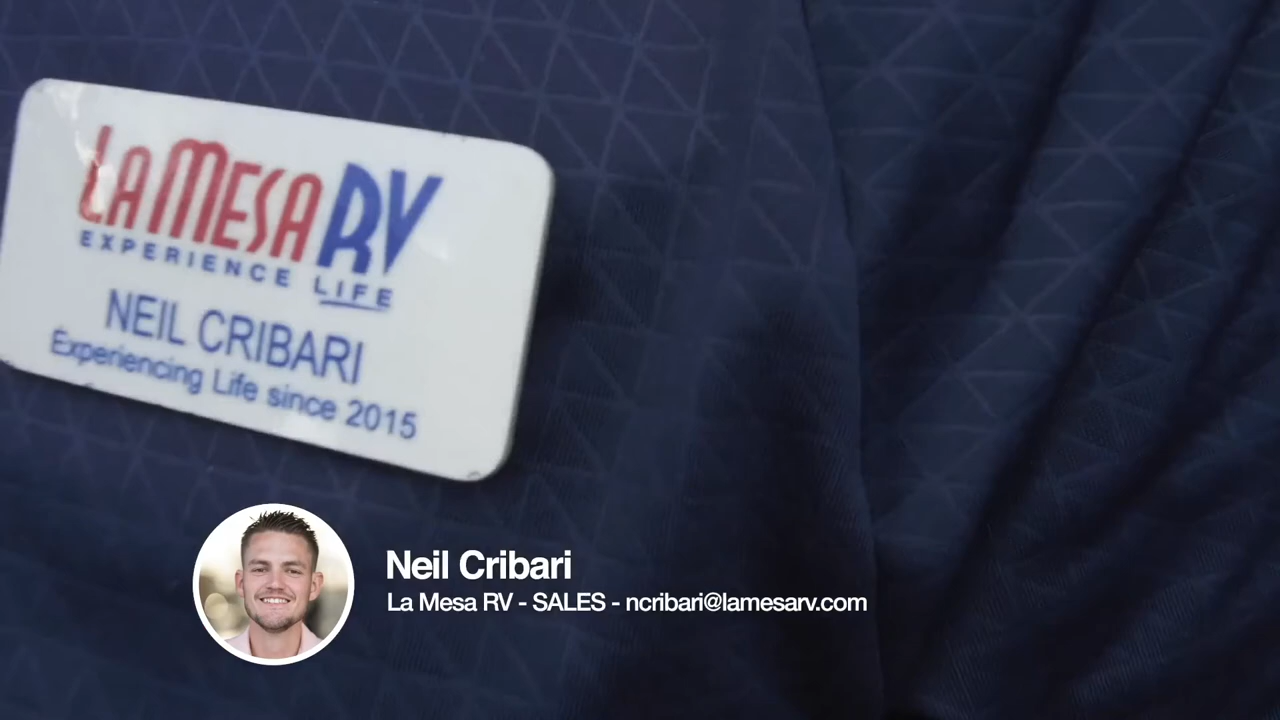 LA MESA RV
EXPERIENCE LIFE
NEIL CRIBARI
Experiencing Life since 2015
Neil Cribari
La Mesa RV - SALES - ncribari@lamesarv.com